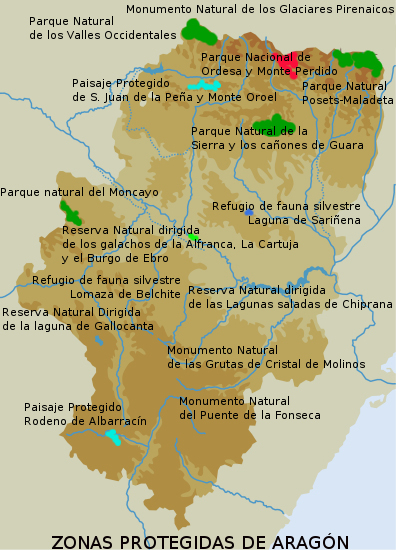 Monumento Natural de los Glaciares Pirenaicos
Parque Natural
de los Valles Occidentales
Parque Nacional de
Ordesa y Monte Perdido
Paisaje Protegido
de S. Juan de la Peña y Monte Oroel
Parque Natural
Posets-Maladeta
Parque Natural de la
Sierra y los cañones de Guara
Parque natural del Moncayo
Refugio de fauna silvestre
Laguna de Sariñena
Reserva Natural dirigida
de los galachos de la Alfranca, La Cartuja
y el Burgo de Ebro
Refugio de fauna silvestre
Lomaza de Belchite
Reserva Natural dirigida
de las Lagunas saladas de Chiprana
Reserva Natural Dirigida
de la laguna de Gallocanta
Monumento Natural
de las Grutas de Cristal de Molinos
Paisaje Protegido
Rodeno de Albarracín
Monumento Natural
del Puente de la Fonseca
ZONAS PROTEGIDAS DE ARAGÓN